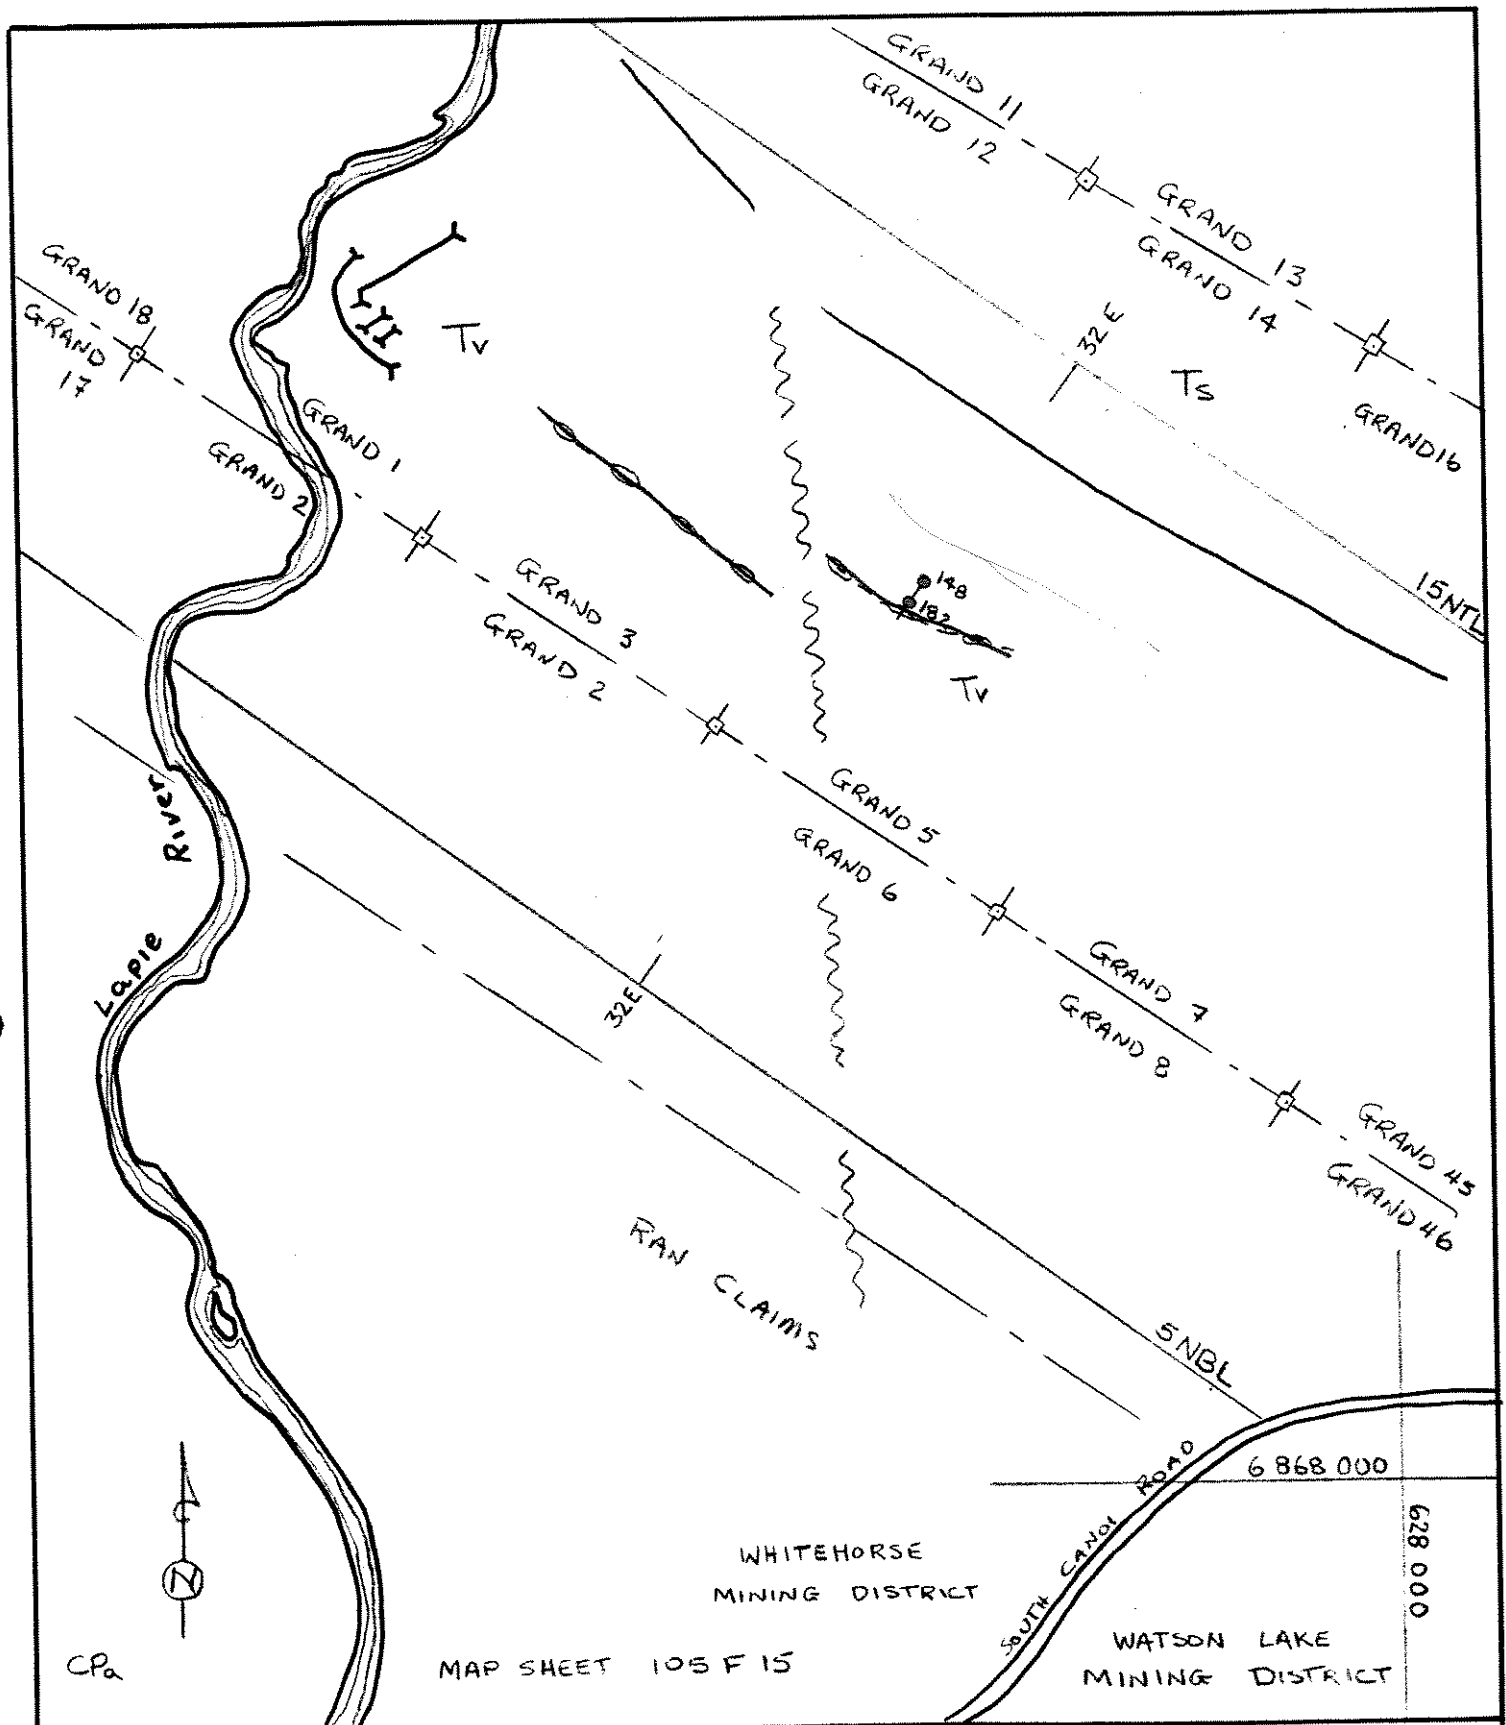 GRAND 11
GRAND 12
GRAND 13
GRAND 14
GRAND 16
GRAND 18
GRAND
17
Tv
32 E
Ts
GRAND 1
GRAND 2
148
182
15NTL
GRAND 3
GRAND 2
Tv
GRAND 5
GRAND 6
Lapie River
32E
GRAND 7
GRAND 8
GRAND 45
GRAND 46
RAN CLAIMS
5NBL
SOUTH CANOL ROAD
6 868 000
628 000
N
WHITEHORSE
MINING DISTRICT
WATSON LAKE
MINING DISTRICT
CPa
MAP SHEET 105 F 15